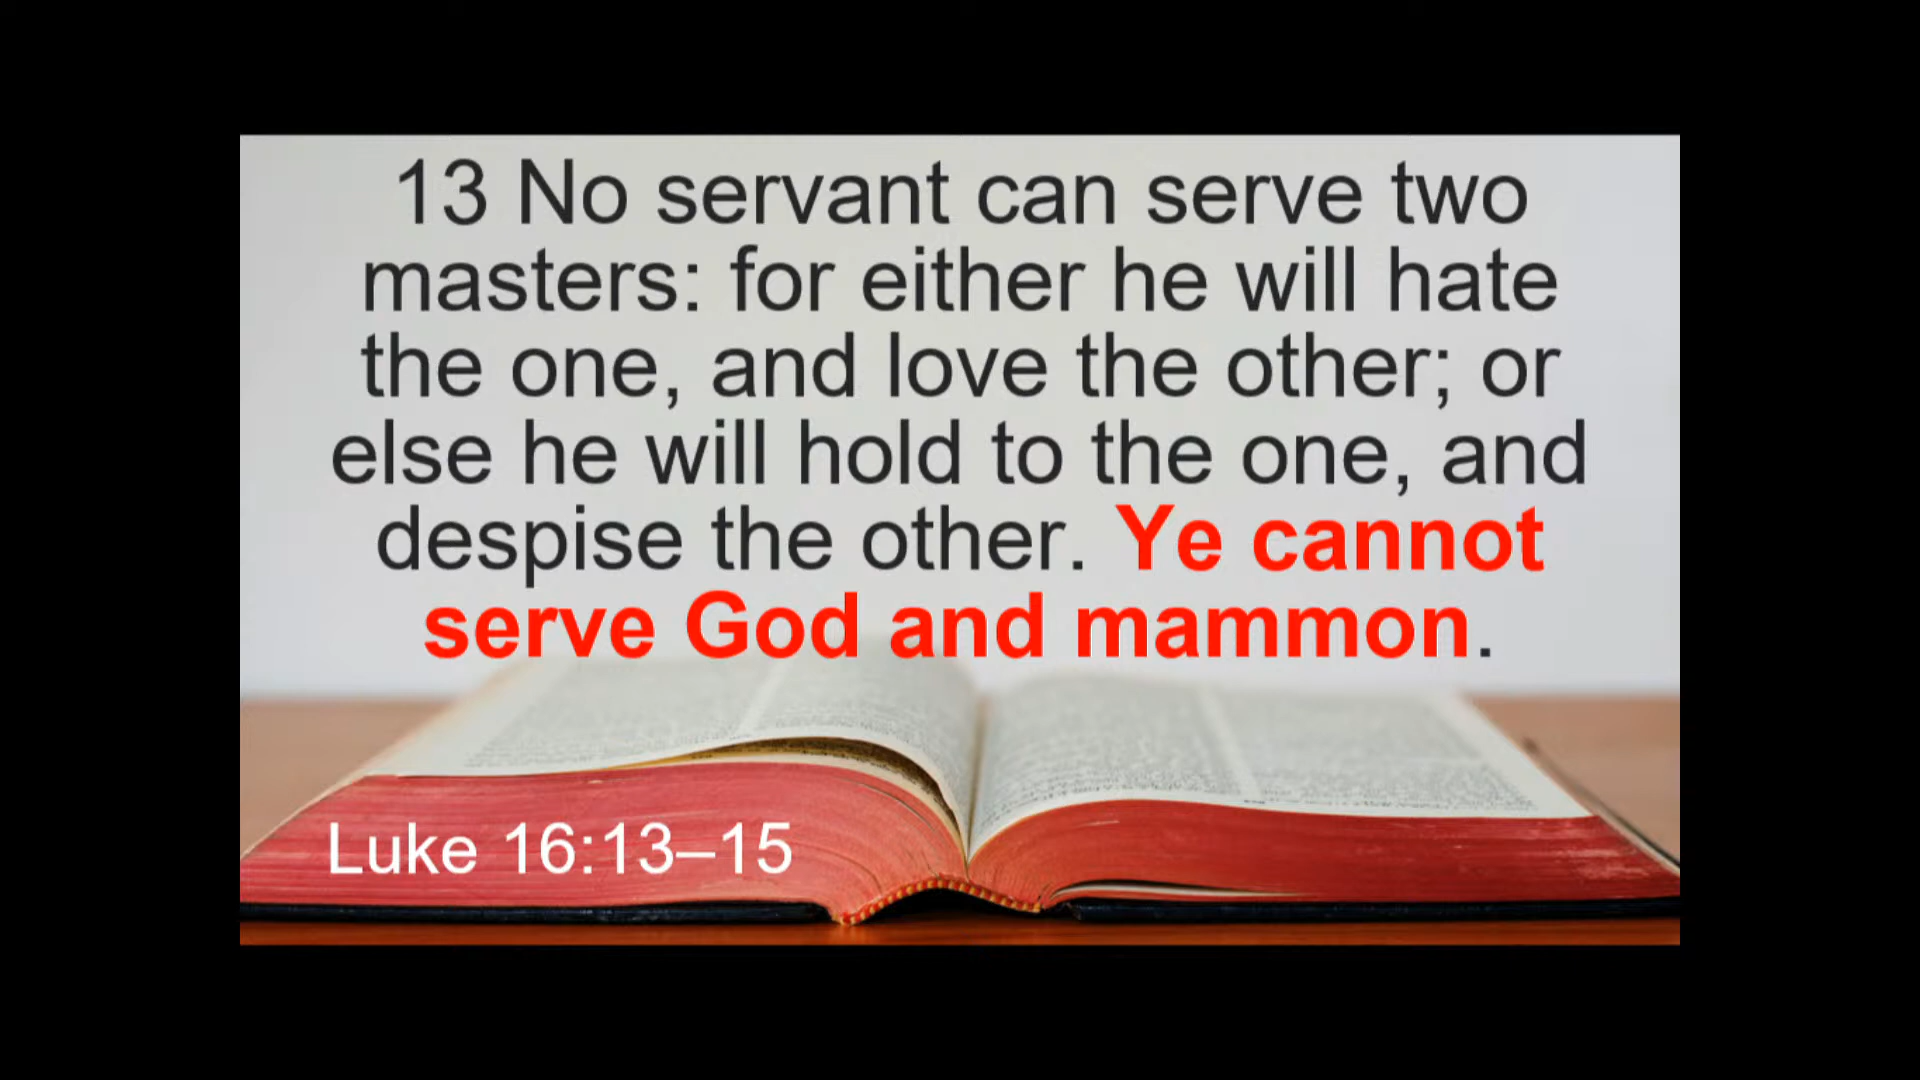 13 No servant can serve two
masters: for either he will hate
the one, and love the other; or
else he will hold to the one, and
despise the other. Ye cannot
serve God and mammon.
Luke 16:13–15